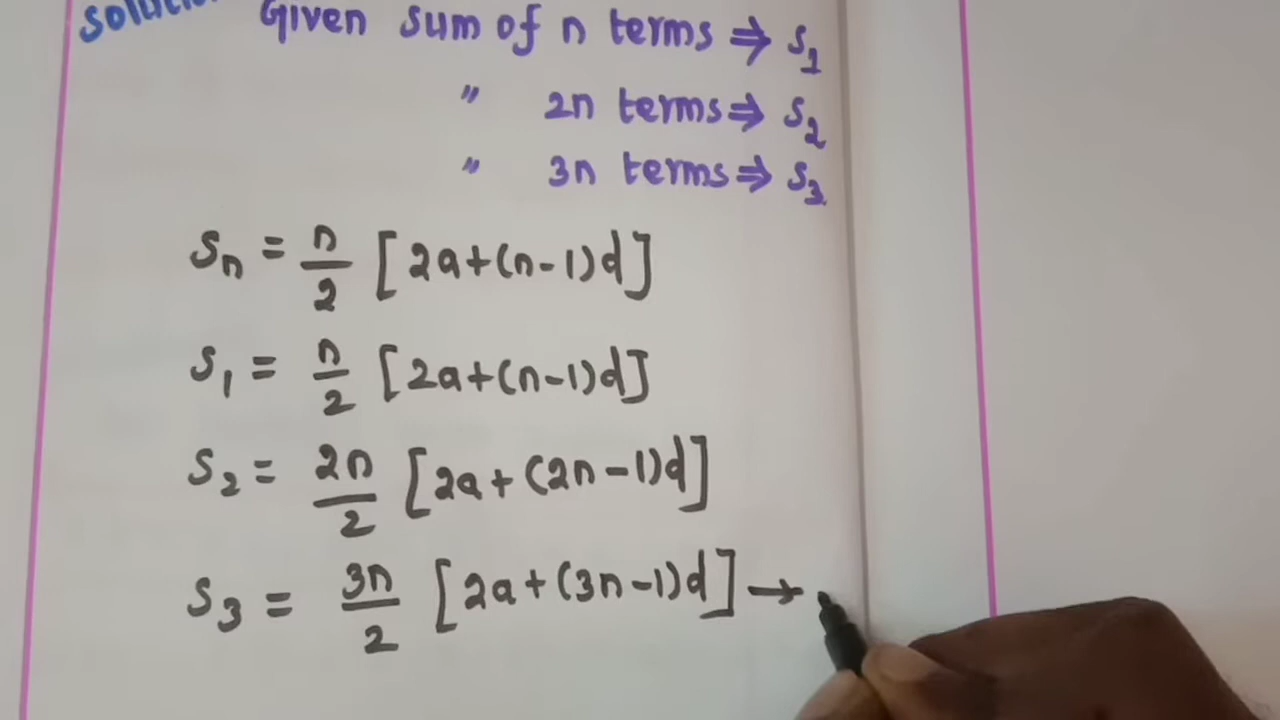 Given sum of n terms ⇒ S₁
" 2n terms ⇒ S₂
" 3n terms ⇒ S₃
Sₙ = n/2 [2a+(n-1)d]
S₁ = n/2 [2a+(n-1)d]
S₂ = 2n/2 [2a+(2n-1)d]
S₃ = 3n/2 [2a+(3n-1)d] →